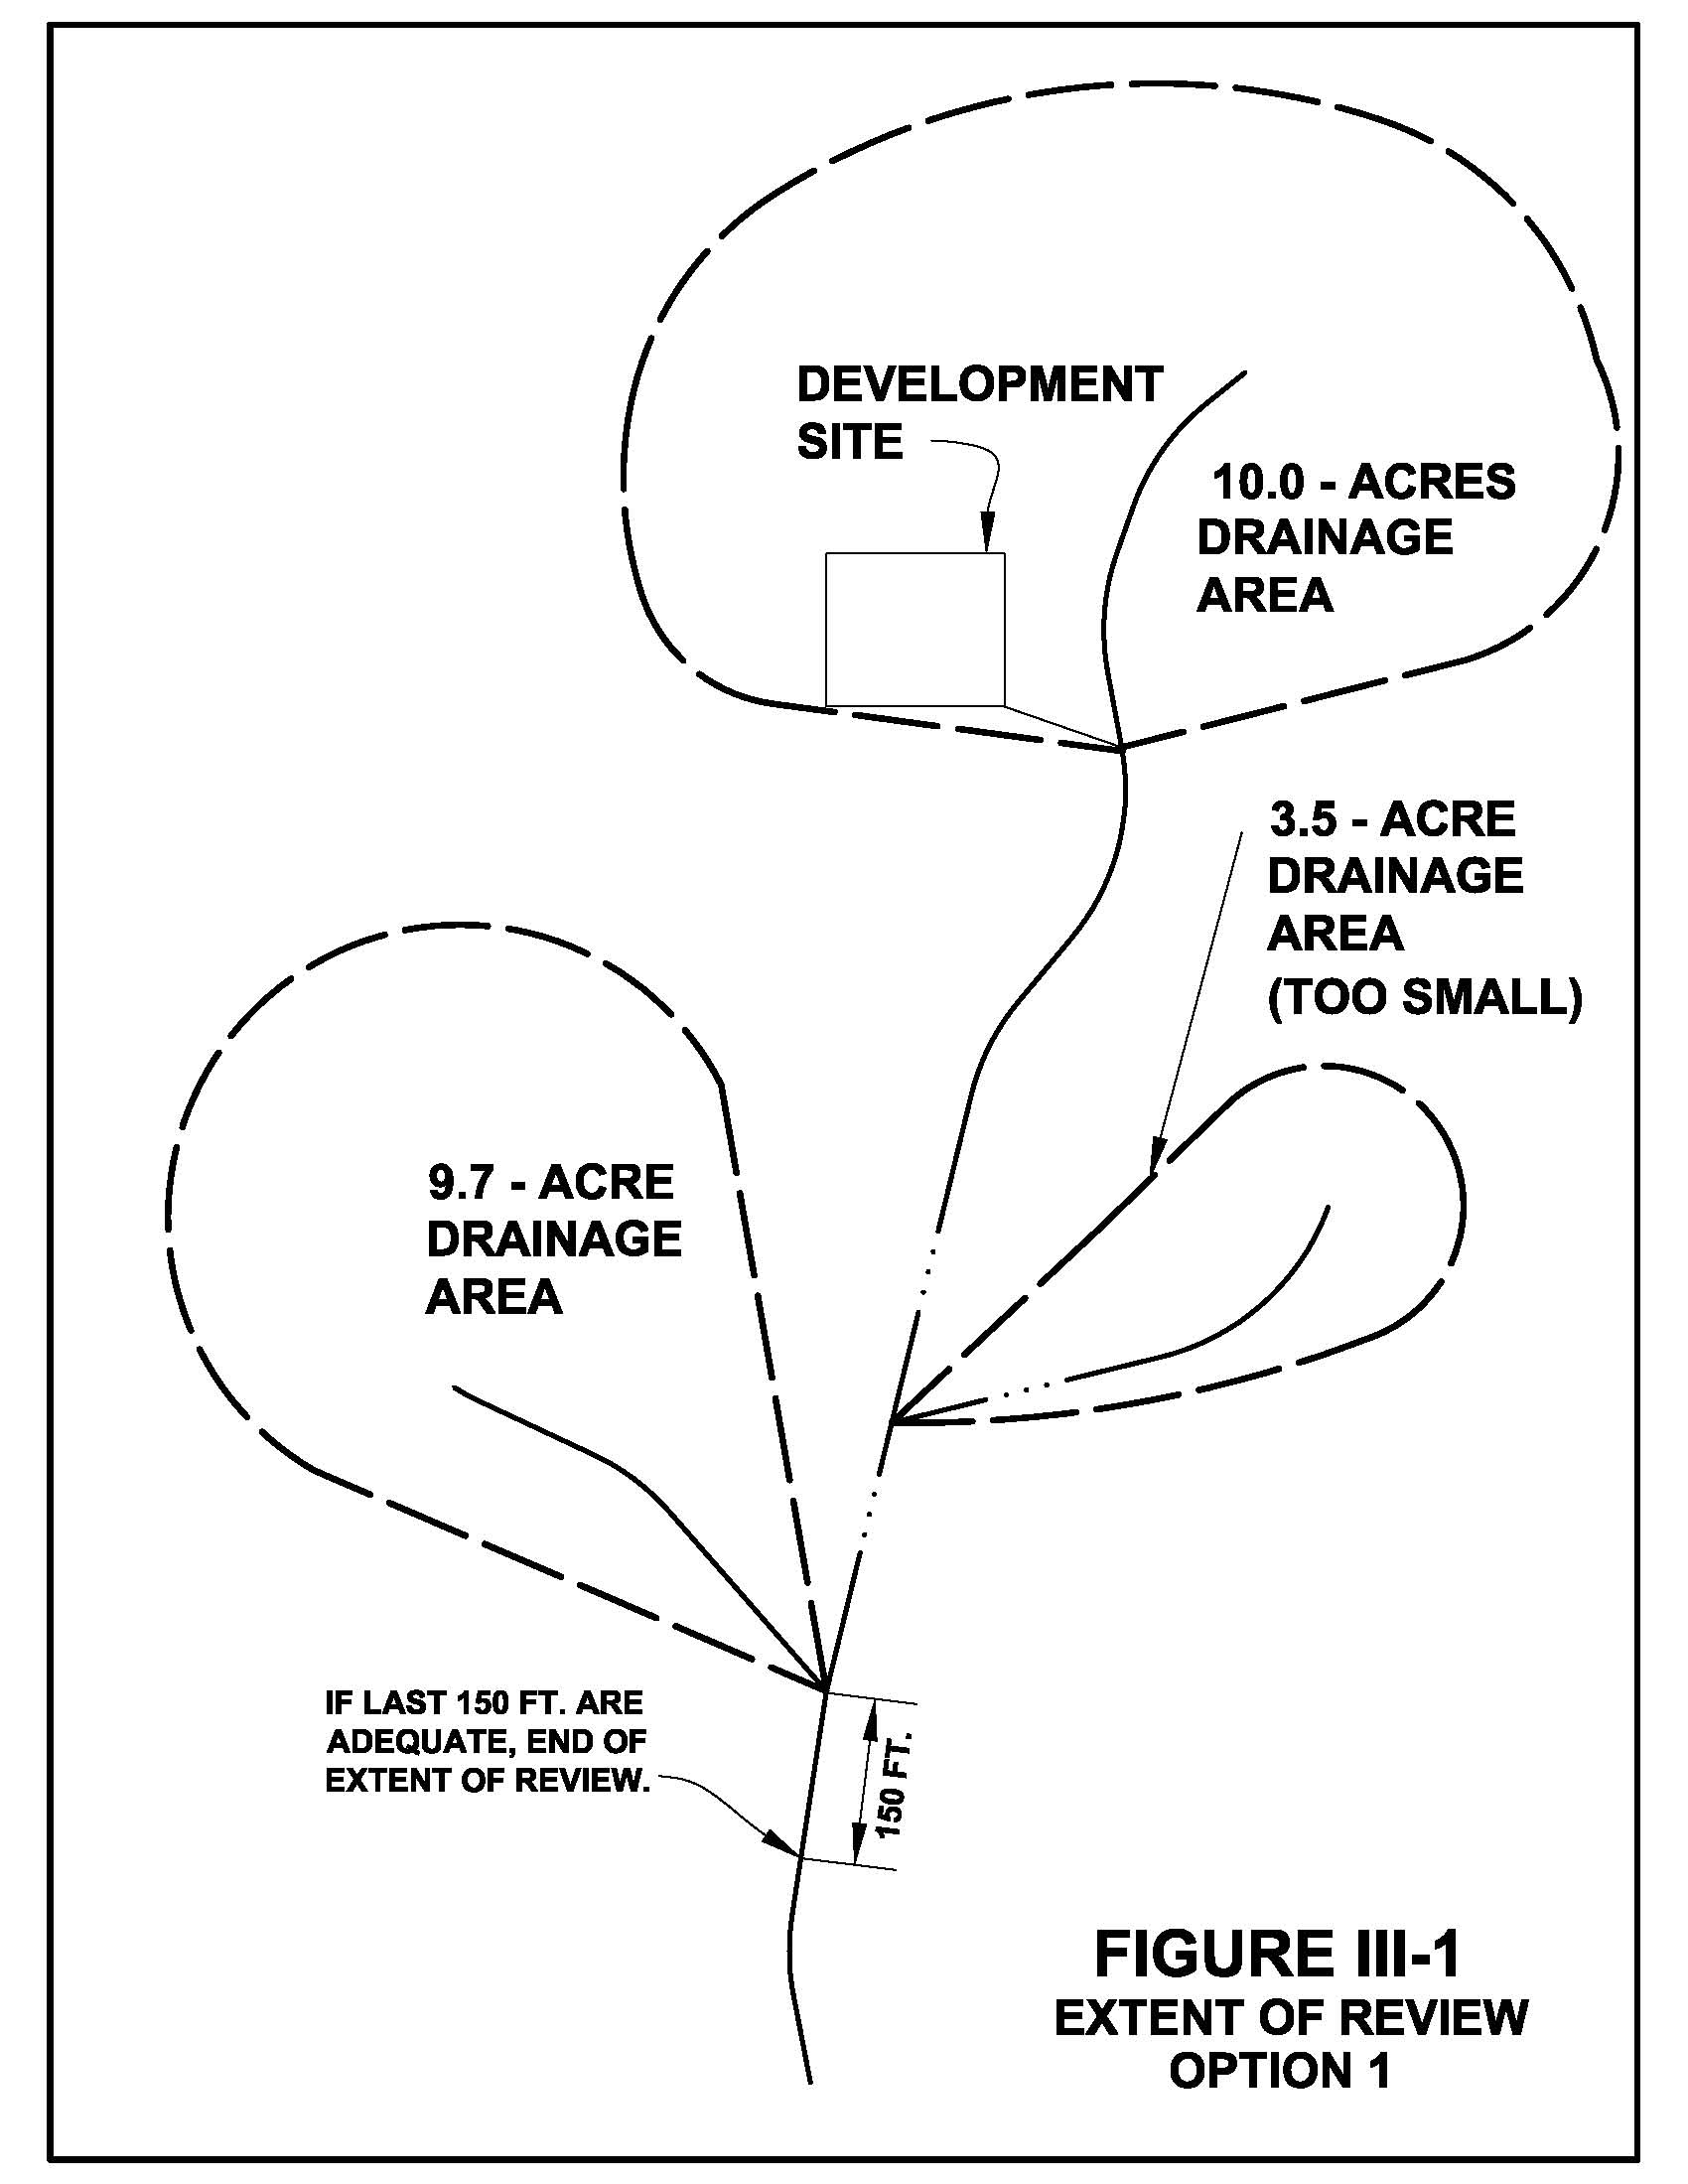 DEVELOPMENT
SITE
10.0 - ACRES
DRAINAGE
AREA
3.5 - ACRE
DRAINAGE
AREA
(TOO SMALL)
9.7 - ACRE
DRAINAGE
AREA
IF LAST 150 FT. ARE
ADEQUATE, END OF
EXTENT OF REVIEW.
150 FT.
FIGURE III-1
EXTENT OF REVIEW
OPTION 1